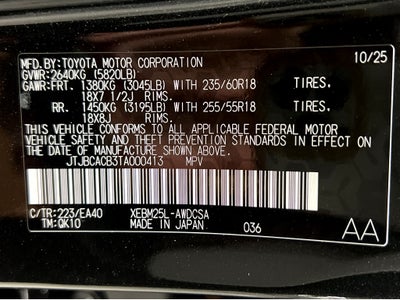 MFD.BY:TOYOTA MOTOR CORPORATION 10/25
GVWR:2640KG (5820LB)
GAWR:FRT. 1380KG (3045LB) WITH 235/60R18 TIRES.
18X7 1/2J RIMS.
RR. 1450KG (3195LB) WITH 255/55R18 TIRES.
18X8J RIMS.
THIS VEHICLE CONFORMS TO ALL APPLICABLE FEDERAL MOTOR
VEHICLE SAFETY AND THEFT PREVENTION STANDARDS IN EFFECT ON
THE DATE OF MANUFACTURE SHOWN ABOVE.
JTJBCACB3TA000413 MPV
C/TR:223/EA40 XEBM25L-AWDCSA
TM:QK10 MADE IN JAPAN 036 AA